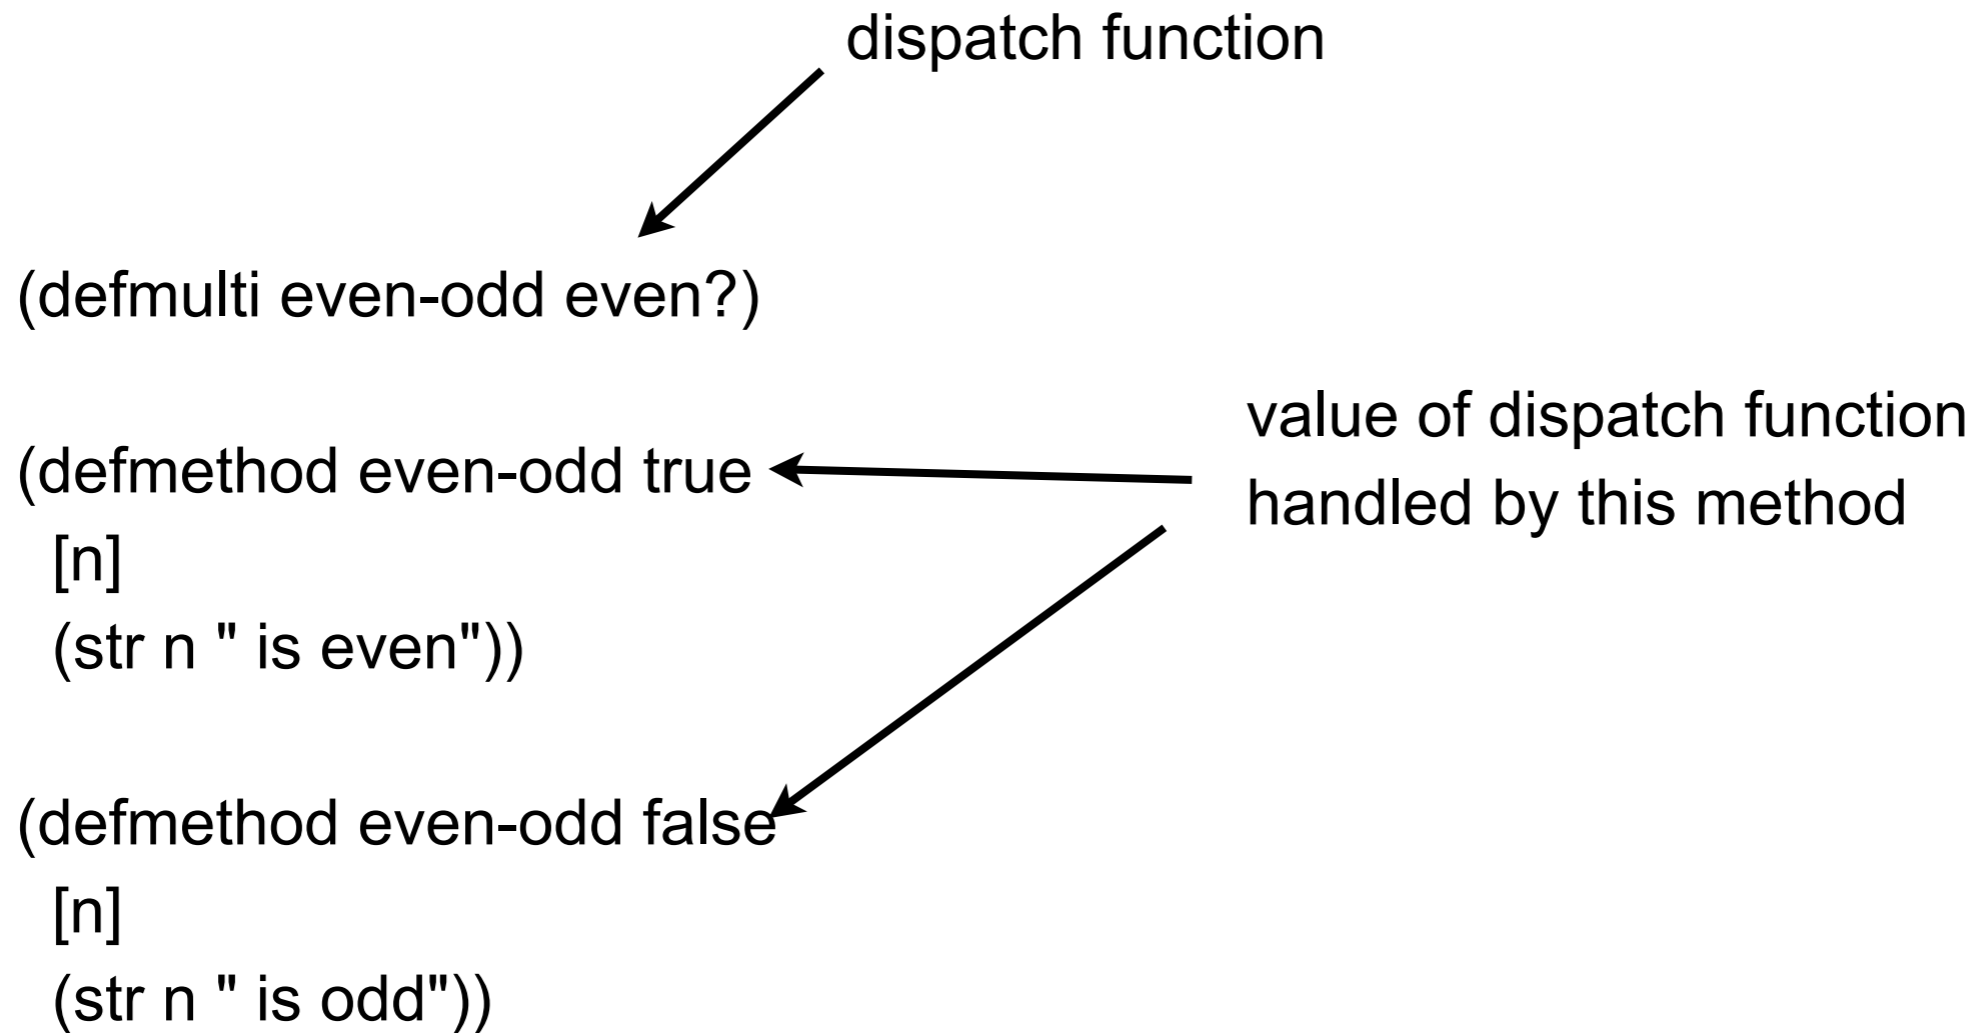 dispatch function
(defmulti even-odd even?)
(defmethod even-odd true
[n]
(str n " is even"))
value of dispatch function
handled by this method
(defmethod even-odd false
[n]
(str n " is odd"))